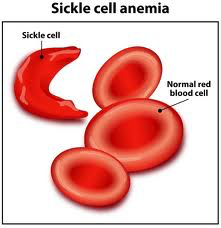 Sickle cell anemia
Sickle cell
Normal red
blood cell